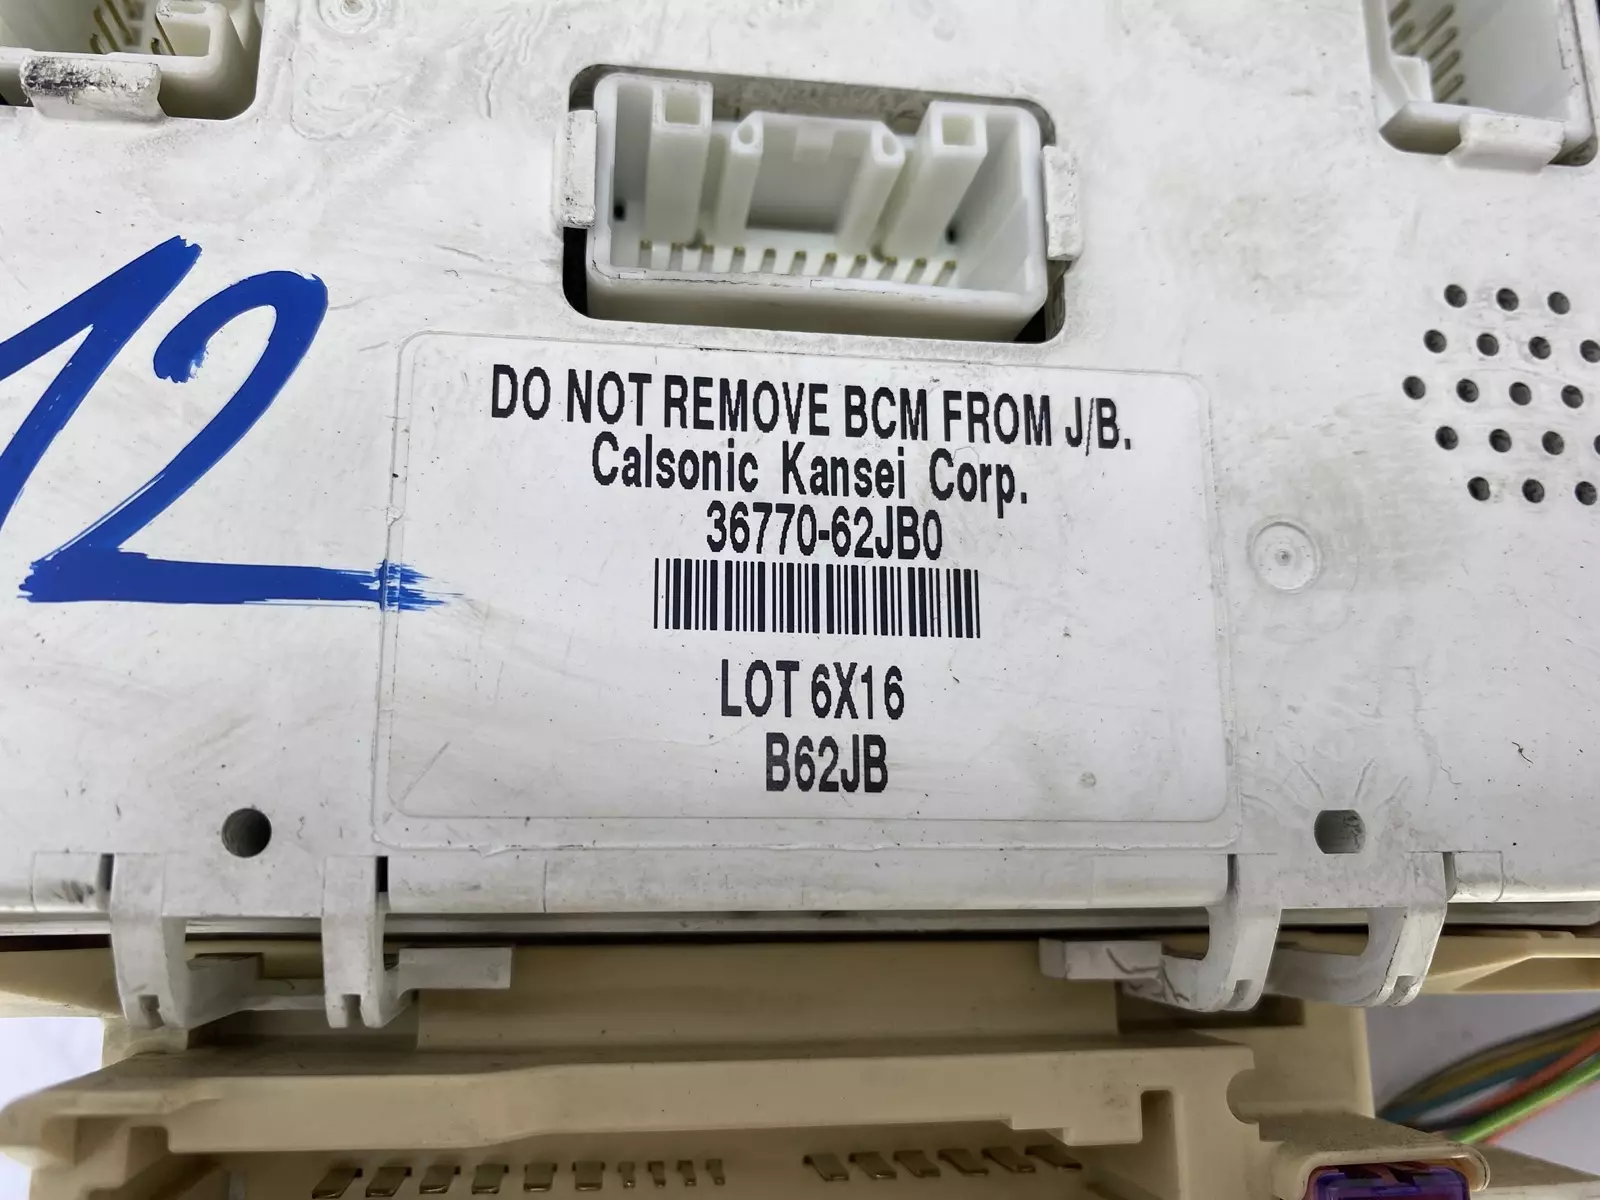 12
DO NOT REMOVE BCM FROM J/B.
Calsonic Kansei Corp.
36770-62JB0
LOT 6X16
B62JB